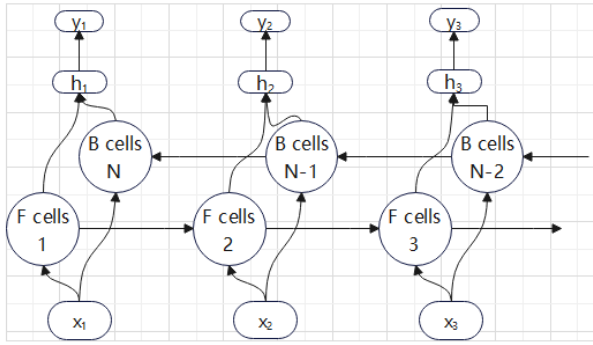 y₁ y₂ y₃
h₁ h₂ h₃
B cells B cells B cells
N N-1 N-2
F cells F cells F cells
1 2 3
x₁ x₂ x₃